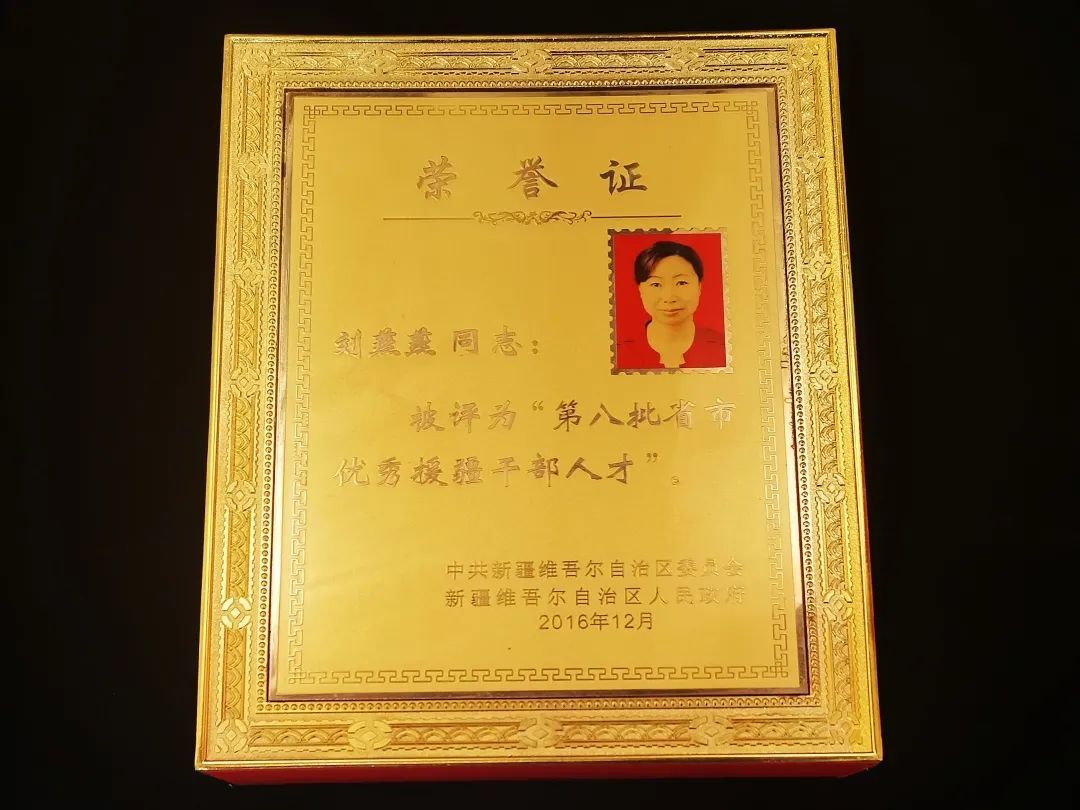 荣誉证
刘燕燕同志：
被评为“第八批省市
优秀援疆干部人才”。
中共新疆维吾尔自治区委员会
新疆维吾尔自治区人民政府
2016年12月